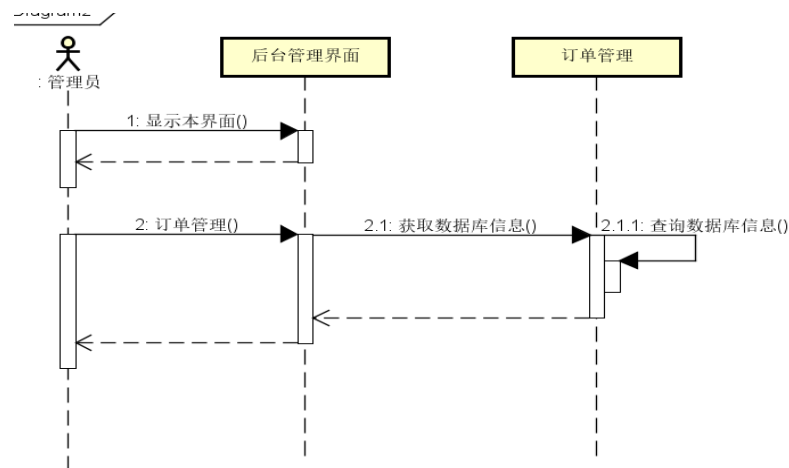 后台管理界面
订单管理
: 管理员
1: 显示本界面()
2: 订单管理()
2.1: 获取数据库信息()
2.1.1: 查询数据库信息()